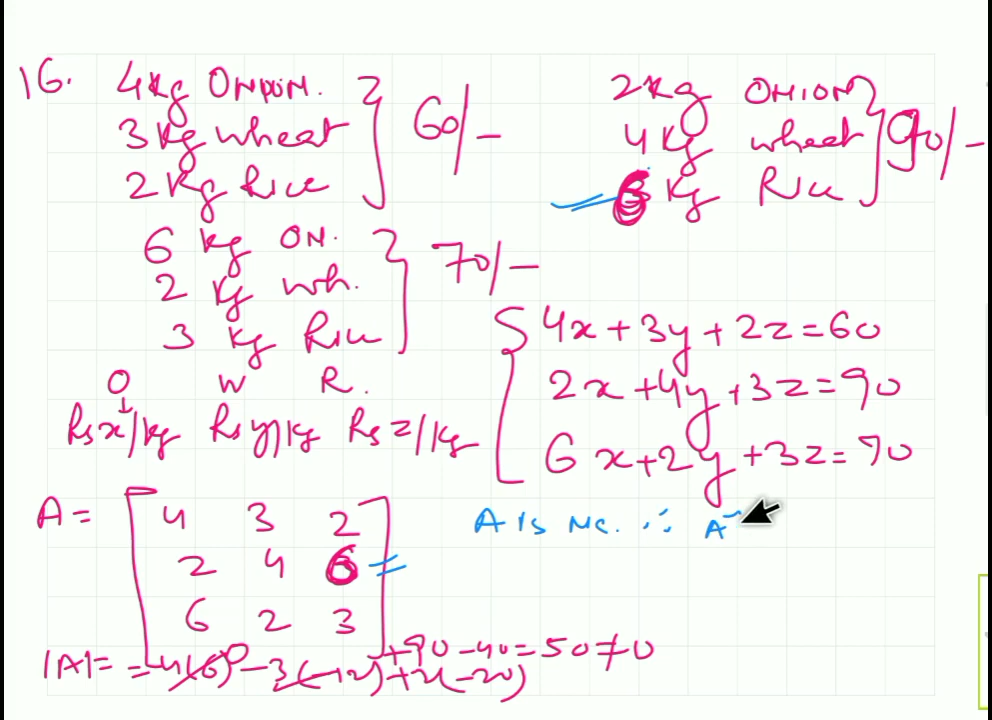 16. 4kg Onion.
3kg wheat
2kg Rice
} 60/-
2kg ONION
4kg wheat
6 kg Rice
} 90/-
6 kg ON.
2 kg wh.
3 kg Rice
} 70/-
O W R.
Rs x/kg Rs y/kg Rs z/kg
4x+3y+2z=60
2x+4y+3z=90
6x+2y+3z=70
A= 4 3 2
2 4 6
6 2 3
A is NS. ∴ A⁻
|A|= =4(0) -3(-30)+2(-20)
+90-40=50≠0